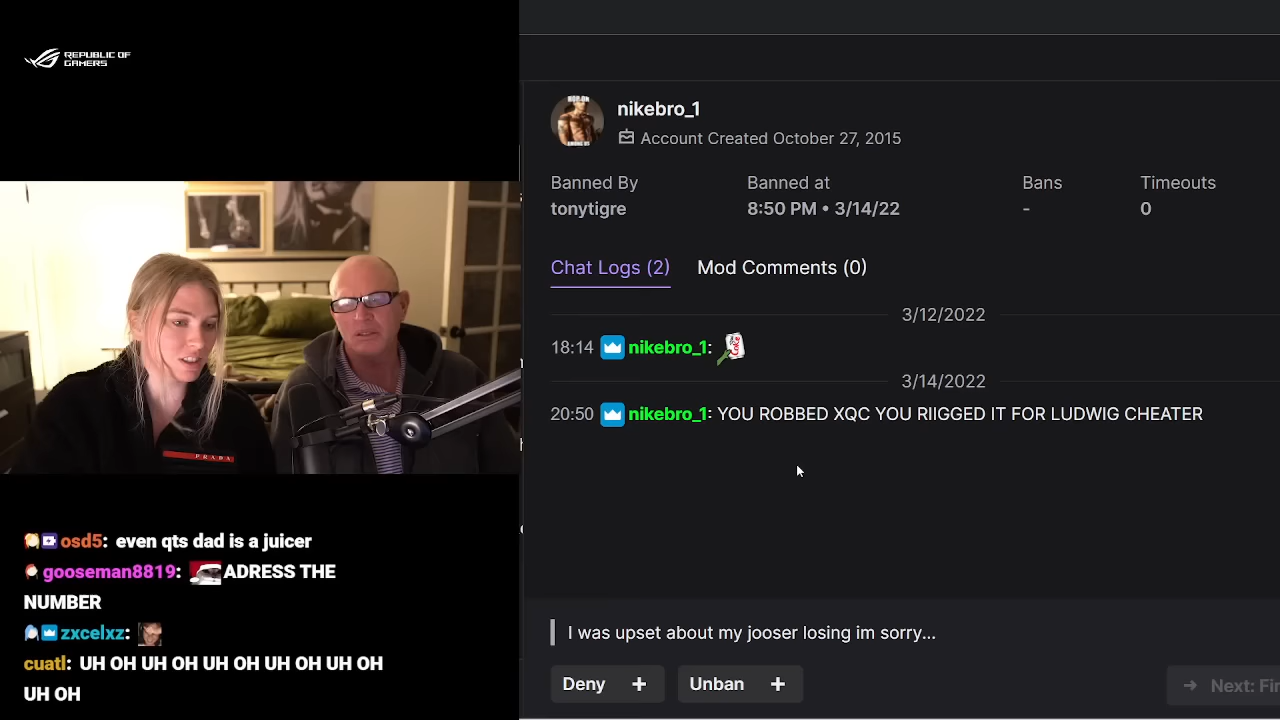 REPUBLIC OF
GAMERS
nikebro_1
Account Created October 27, 2015
Banned By
Banned at
Bans
Timeouts
tonytigre
8:50 PM • 3/14/22
-
0
Chat Logs (2)
Mod Comments (0)
3/12/2022
18:14 nikebro_1:
3/14/2022
20:50 nikebro_1: YOU ROBBED XQC YOU RIIGGED IT FOR LUDWIG CHEATER
PRADA
osd5: even qts dad is a juicer
gooseman8819: ADRESS THE
NUMBER
zxcelxz:
cuatl: UH OH UH OH UH OH UH OH UH OH
UH OH
I was upset about my jooser losing im sorry...
Deny +
Unban +
Next: Fir